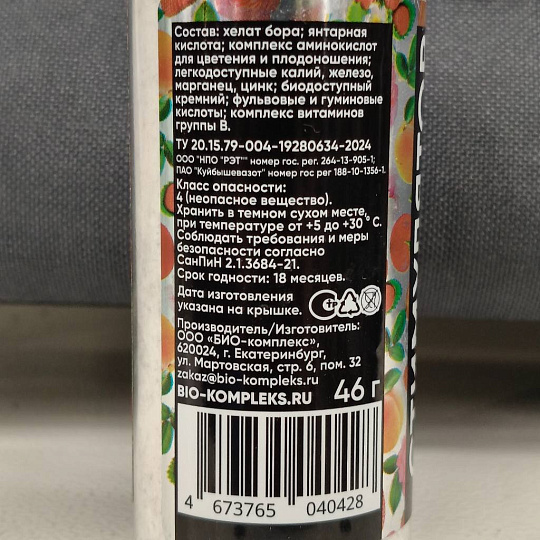 Состав: хелат бора; янтарная
кислота; комплекс аминокислот
для цветения и плодоношения;
легкодоступные калий, железо,
марганец, цинк; биодоступный
кремний; фульвовые и гуминовые
кислоты; комплекс витаминов
группы В.
ТУ 20.15.79-004-19280634-2024
ООО "НПО "РЭТ"" номер гос. рег. 264-13-905-1;
ПАО "Куйбышевазот" номер гос рег 188-10-1356-1.
Класс опасности:
4 (неопасное вещество).
Хранить в темном сухом месте,
при температуре от +5 до +30 °С.
Соблюдать требования и меры
безопасности согласно
СанПиН 2.1.3684-21.
Срок годности: 18 месяцев.
Дата изготовления
указана на крышке.
Производитель/Изготовитель:
ООО «БИО-комплекс»,
620024, г. Екатеринбург,
ул. Мартовская, стр. 6, пом. 32
zakaz@bio-kompleks.ru
BIO-KOMPLEKS.RU
46 г
4 673765 040428